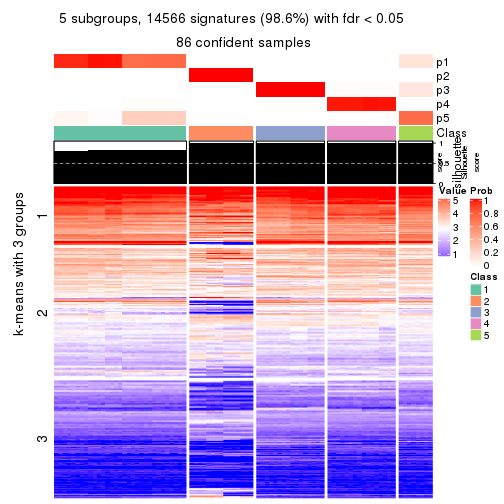 5 subgroups, 14566 signatures (98.6%) with fdr < 0.05
86 confident samples
p1
p2
p3
p4
p5
Class
1
0.5
0
silhouette
Silhouette
score
score
k-means with 3 groups
1
2
3
Value
5
4
3
2
1
Prob
1
0.8
0.6
0.4
0.2
0
Class
1
2
3
4
5